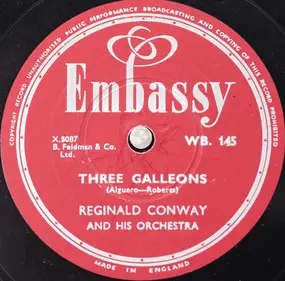 COPYRIGHT RECORD UNAUTHORISED PUBLIC PERFORMANCE BROADCASTING AND COPYING OF THIS RECORD PROHIBITED
Embassy
X.8087
B. Feldman & Co.
Ltd.
WB. 145
THREE GALLEONS
(Alguero—Roberts)
REGINALD CONWAY
AND HIS ORCHESTRA
MADE IN ENGLAND